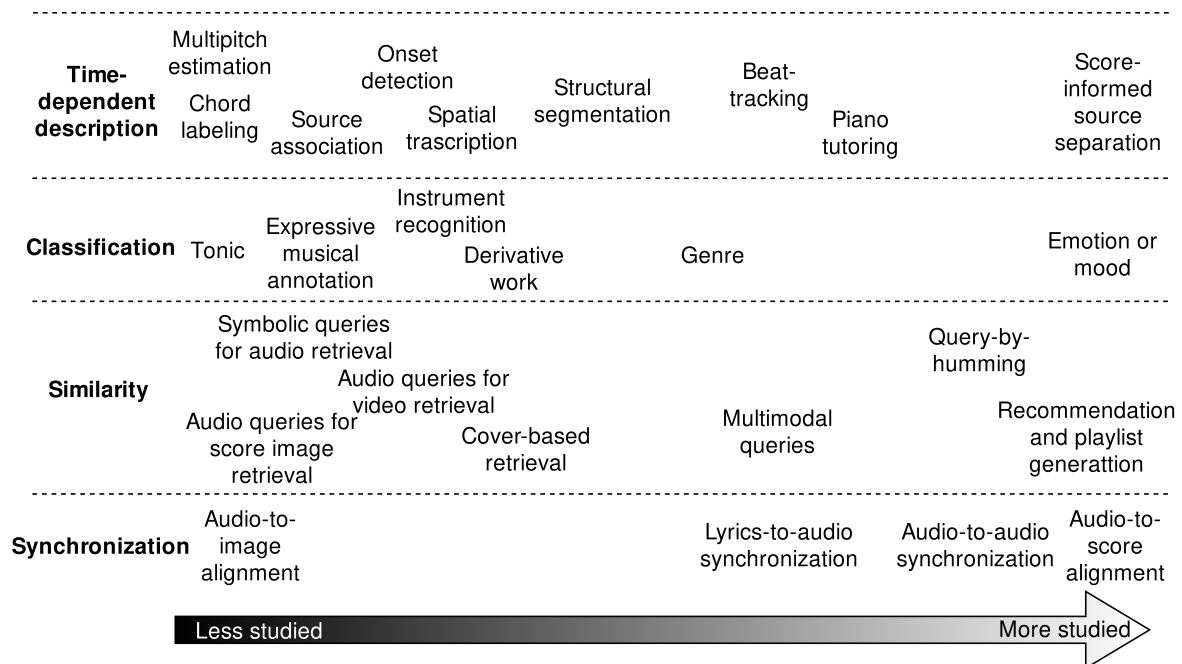 Time-
dependent
description
Multipitch
estimation
Chord
labeling
Source
association
Onset
detection
Spatial
trascription
Structural
segmentation
Beat-
tracking
Piano
tutoring
Score-
informed
source
separation
Classification
Tonic
Expressive
musical
annotation
Instrument
recognition
Derivative
work
Genre
Emotion or
mood
Similarity
Symbolic queries
for audio retrieval
Audio queries for
video retrieval
Audio queries for
score image
retrieval
Cover-based
retrieval
Multimodal
queries
Query-by-
humming
Recommendation
and playlist
generattion
Synchronization
Audio-to-
image
alignment
Lyrics-to-audio
synchronization
Audio-to-audio
synchronization
Audio-to-
score
alignment
Less studied
More studied